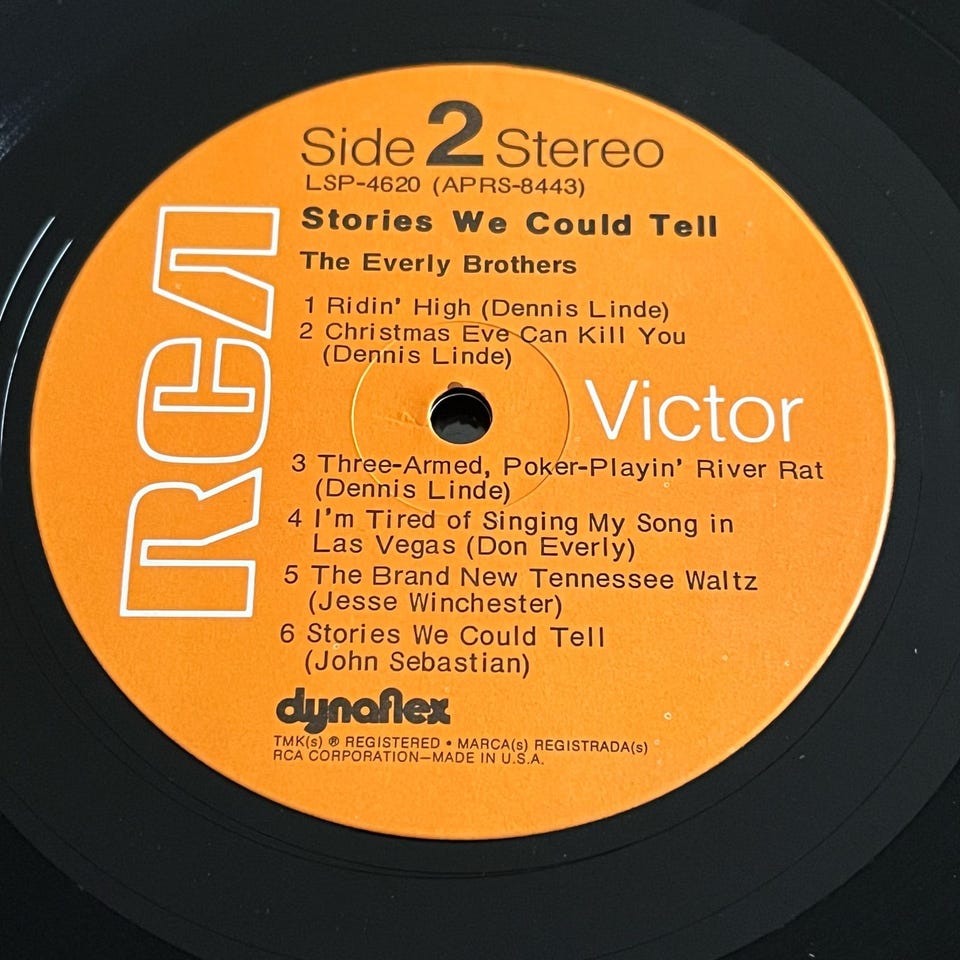 Side 2 Stereo
LSP-4620 (APRS-8443)
Stories We Could Tell
The Everly Brothers
1 Ridin' High (Dennis Linde)
2 Christmas Eve Can Kill You
(Dennis Linde)
RCA
Victor
3 Three-Armed, Poker-Playin' River Rat
(Dennis Linde)
4 I'm Tired of Singing My Song in
Las Vegas (Don Everly)
5 The Brand New Tennessee Waltz
(Jesse Winchester)
6 Stories We Could Tell
(John Sebastian)
dynaflex
TMK(s) ® REGISTERED • MARCA(s) REGISTRADA(s)
RCA CORPORATION—MADE IN U.S.A.